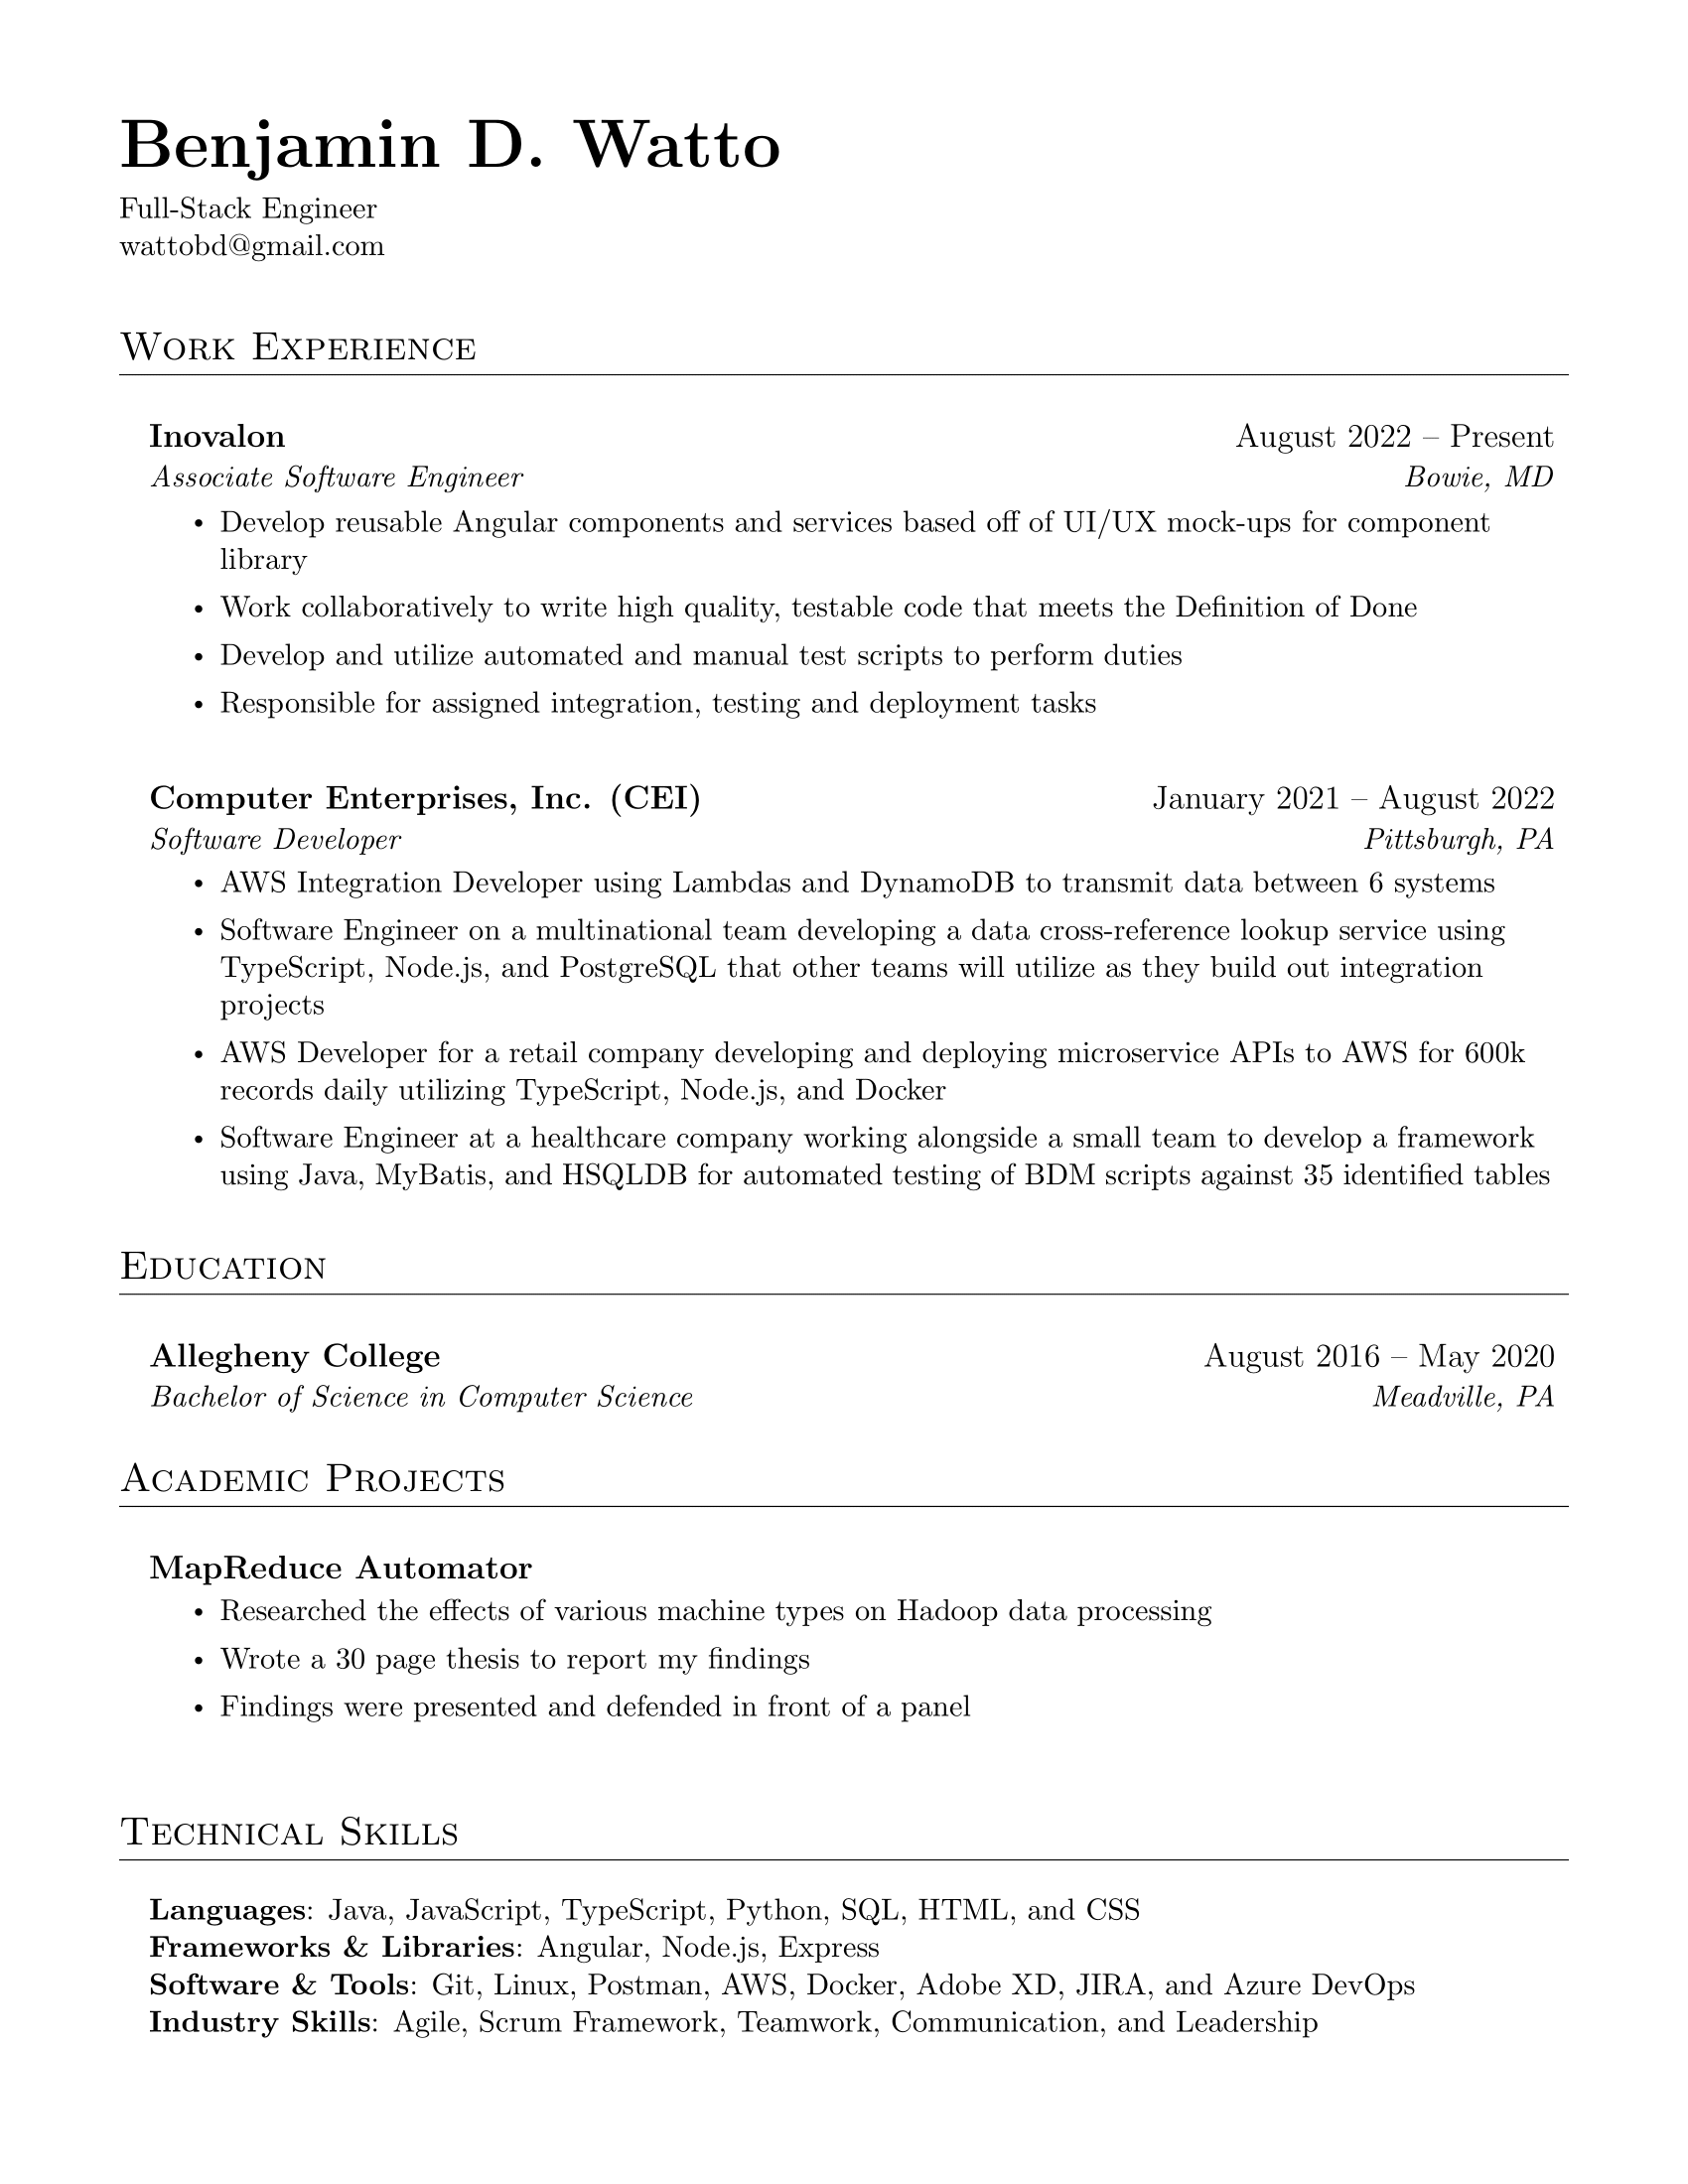 Benjamin D. Watto
Full-Stack Engineer
wattobd@gmail.com
Work Experience
Inovalon August 2022 – Present
Associate Software Engineer Bowie, MD
• Develop reusable Angular components and services based off of UI/UX mock-ups for component
library
• Work collaboratively to write high quality, testable code that meets the Definition of Done
• Develop and utilize automated and manual test scripts to perform duties
• Responsible for assigned integration, testing and deployment tasks
Computer Enterprises, Inc. (CEI) January 2021 – August 2022
Software Developer Pittsburgh, PA
• AWS Integration Developer using Lambdas and DynamoDB to transmit data between 6 systems
• Software Engineer on a multinational team developing a data cross-reference lookup service using
TypeScript, Node.js, and PostgreSQL that other teams will utilize as they build out integration
projects
• AWS Developer for a retail company developing and deploying microservice APIs to AWS for 600k
records daily utilizing TypeScript, Node.js, and Docker
• Software Engineer at a healthcare company working alongside a small team to develop a framework
using Java, MyBatis, and HSQLDB for automated testing of BDM scripts against 35 identified tables
Education
Allegheny College August 2016 – May 2020
Bachelor of Science in Computer Science Meadville, PA
Academic Projects
MapReduce Automator
• Researched the effects of various machine types on Hadoop data processing
• Wrote a 30 page thesis to report my findings
• Findings were presented and defended in front of a panel
Technical Skills
Languages: Java, JavaScript, TypeScript, Python, SQL, HTML, and CSS
Frameworks & Libraries: Angular, Node.js, Express
Software & Tools: Git, Linux, Postman, AWS, Docker, Adobe XD, JIRA, and Azure DevOps
Industry Skills: Agile, Scrum Framework, Teamwork, Communication, and Leadership